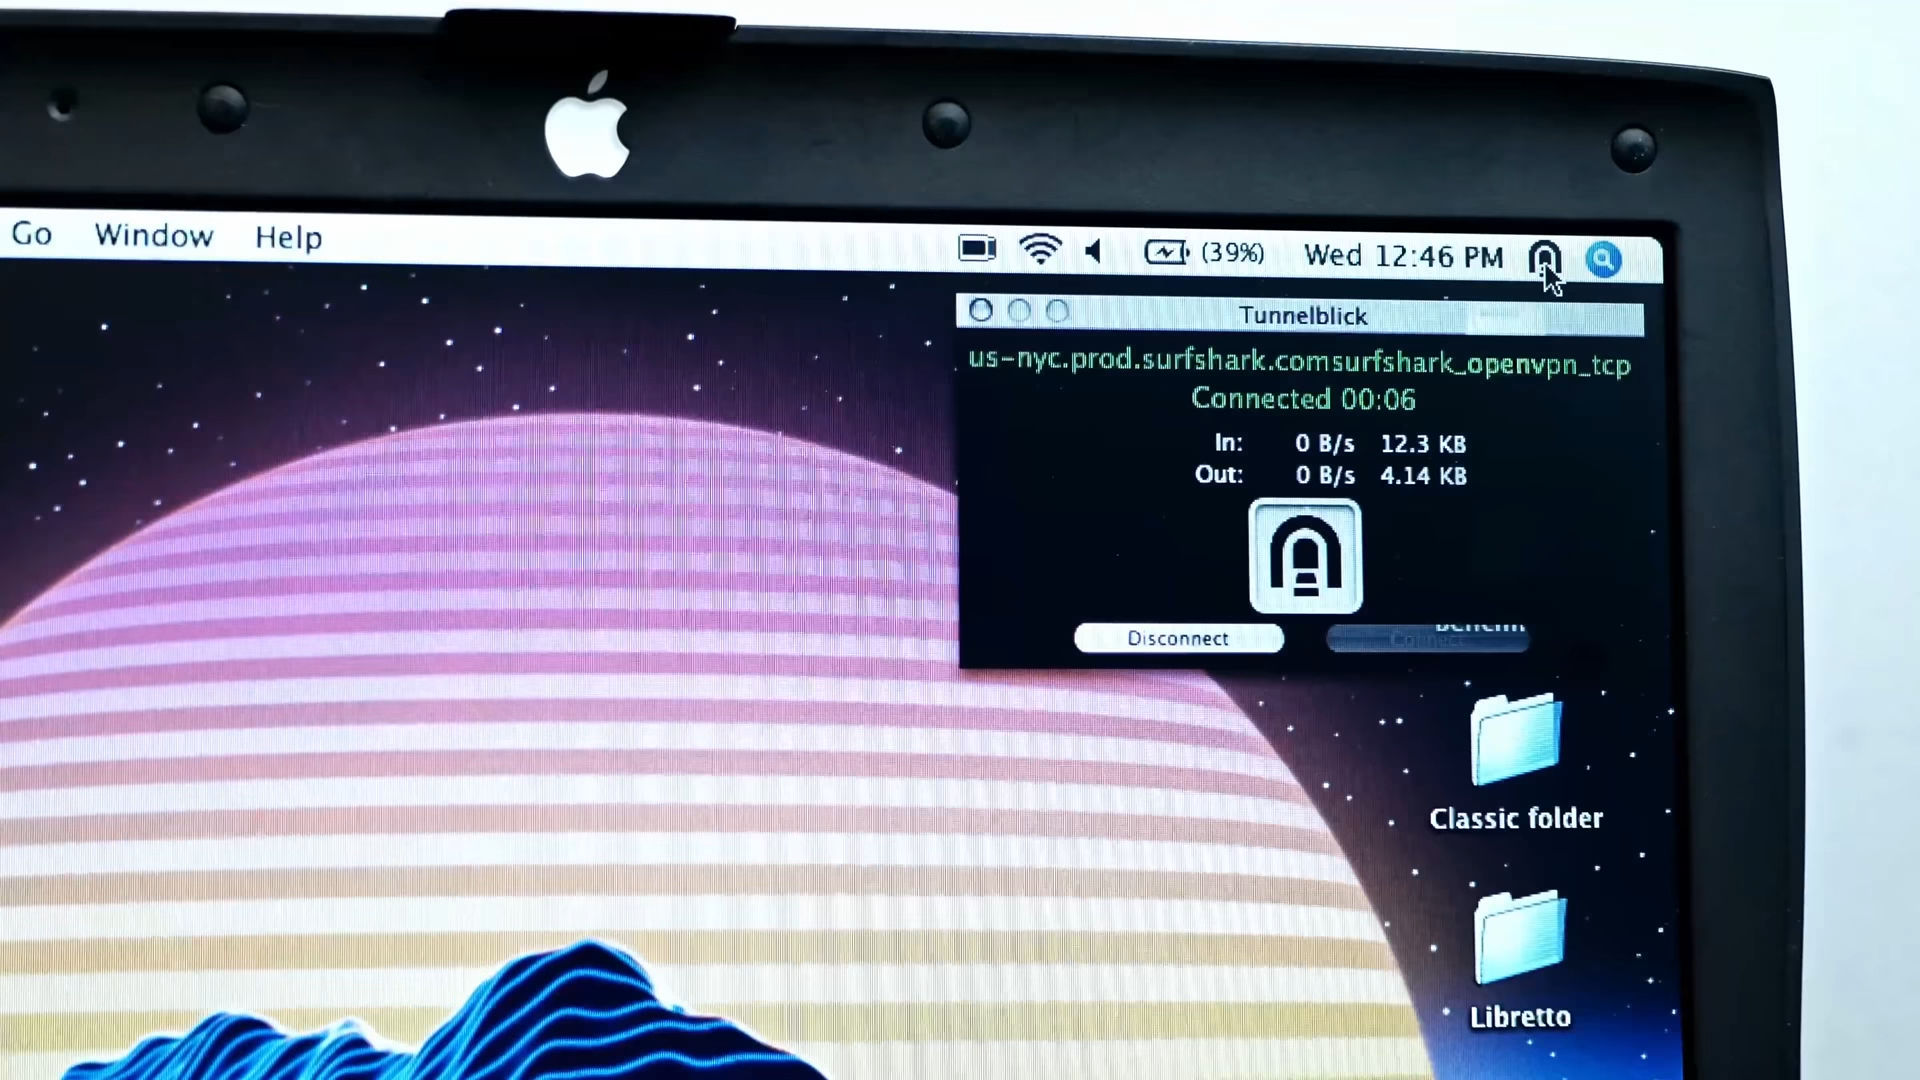 Go Window Help (39%) Wed 12:46 PM
Tunnelblick
us-nyc.prod.surfshark.comsurfshark_openvpn_tcp
Connected 00:06
In: 0 B/s 12.3 KB
Out: 0 B/s 4.14 KB
Disconnect Connect
Classic folder
Libretto